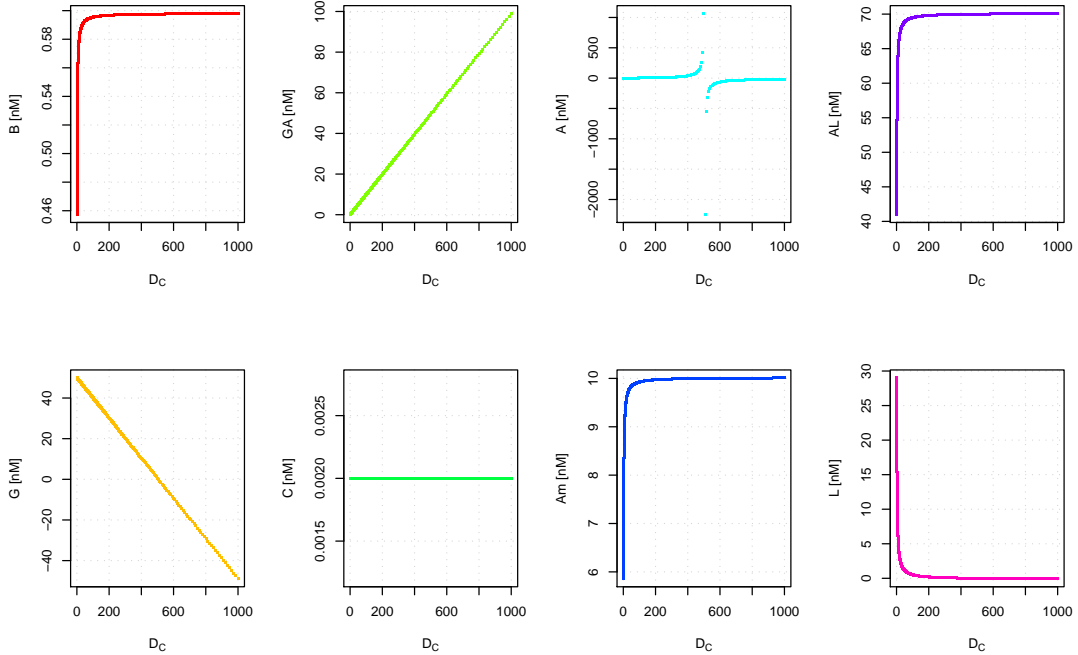 B [nM]
0.46 0.50 0.54 0.58
0 200 600 1000
D_C
GA [nM]
0 20 40 60 80 100
0 200 600 1000
D_C
A [nM]
−2000 −1000 0 500
0 200 600 1000
D_C
AL [nM]
40 45 50 55 60 65 70
0 200 600 1000
D_C
G [nM]
−40 −20 0 20 40
0 200 600 1000
D_C
C [nM]
0.0015 0.0020 0.0025
0 200 600 1000
D_C
Am [nM]
6 7 8 9 10
0 200 600 1000
D_C
L [nM]
0 5 10 15 20 25 30
0 200 600 1000
D_C